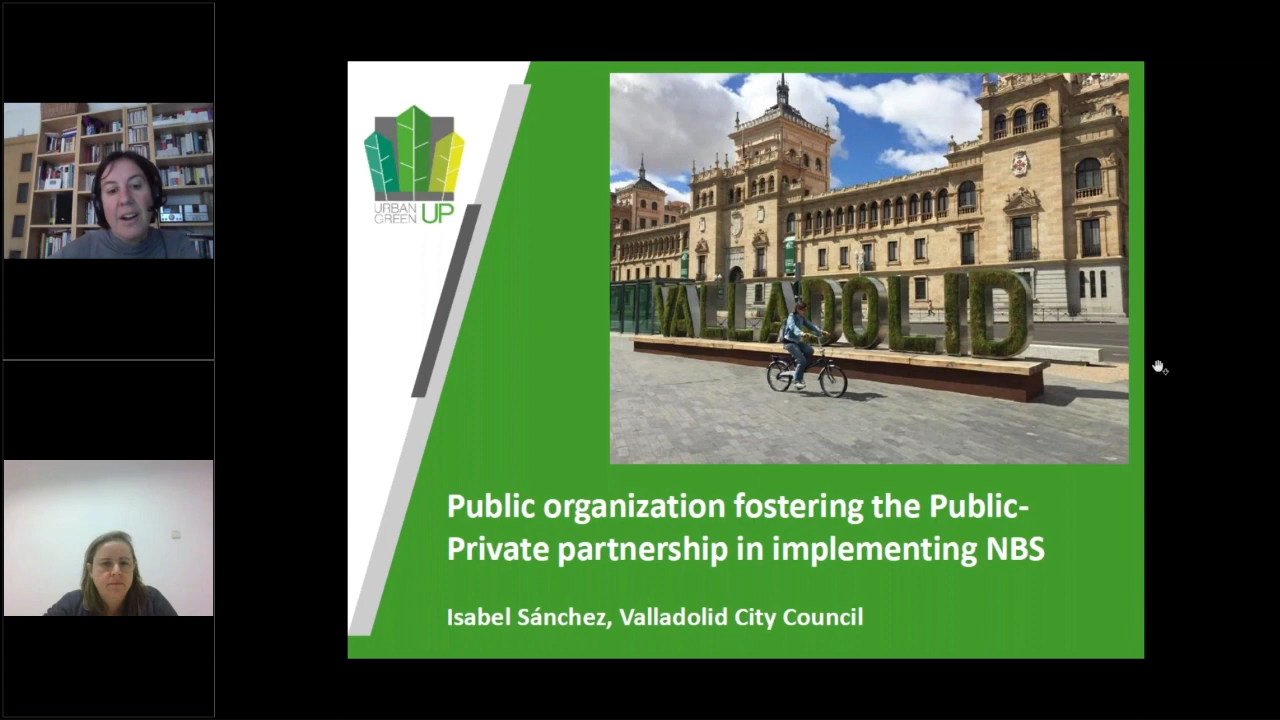 URBAN
GREEN UP
VALLADOLID
Public organization fostering the Public-
Private partnership in implementing NBS
Isabel Sánchez, Valladolid City Council